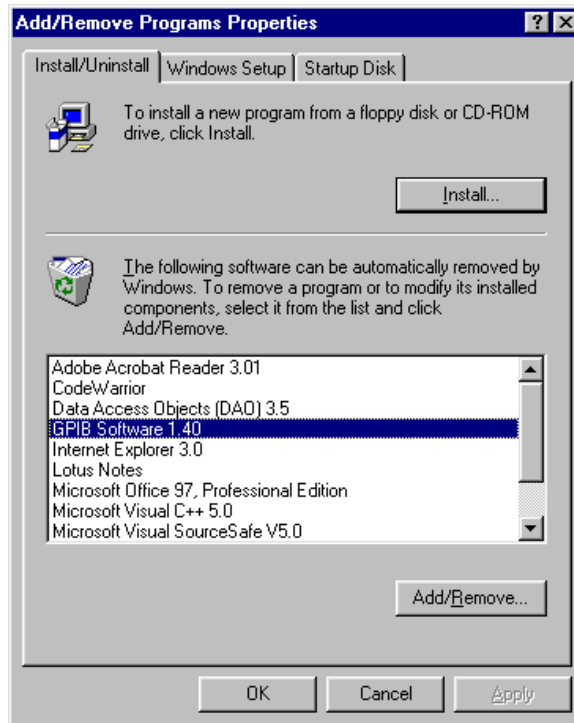 Add/Remove Programs Properties
Install/Uninstall
Windows Setup
Startup Disk
To install a new program from a floppy disk or CD-ROM
drive, click Install.
Install...
The following software can be automatically removed by
Windows. To remove a program or to modify its installed
components, select it from the list and click
Add/Remove.
Adobe Acrobat Reader 3.01
CodeWarrior
Data Access Objects (DAO) 3.5
GPIB Software 1.40
Internet Explorer 3.0
Lotus Notes
Microsoft Office 97, Professional Edition
Microsoft Visual C++ 5.0
Microsoft Visual SourceSafe V5.0
Add/Remove...
OK
Cancel
Apply